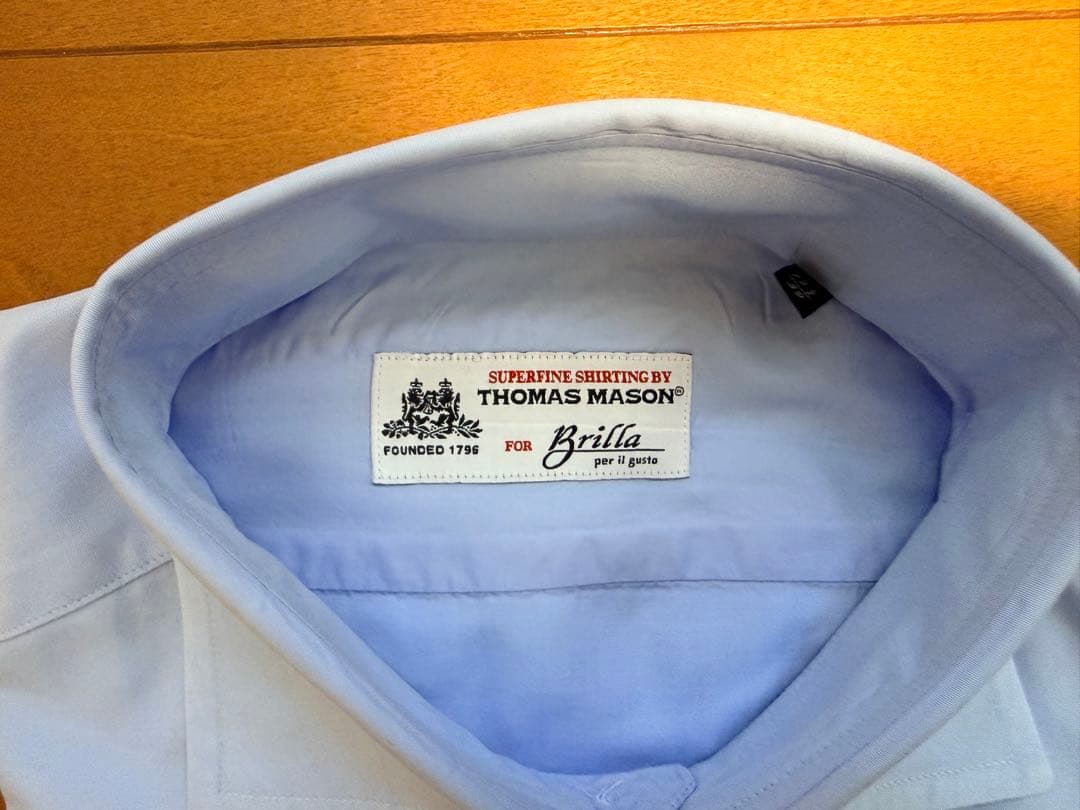 SUPERFINE SHIRTING BY
THOMAS MASON®
FOUNDED 1796
FOR Brilla
per il gusto